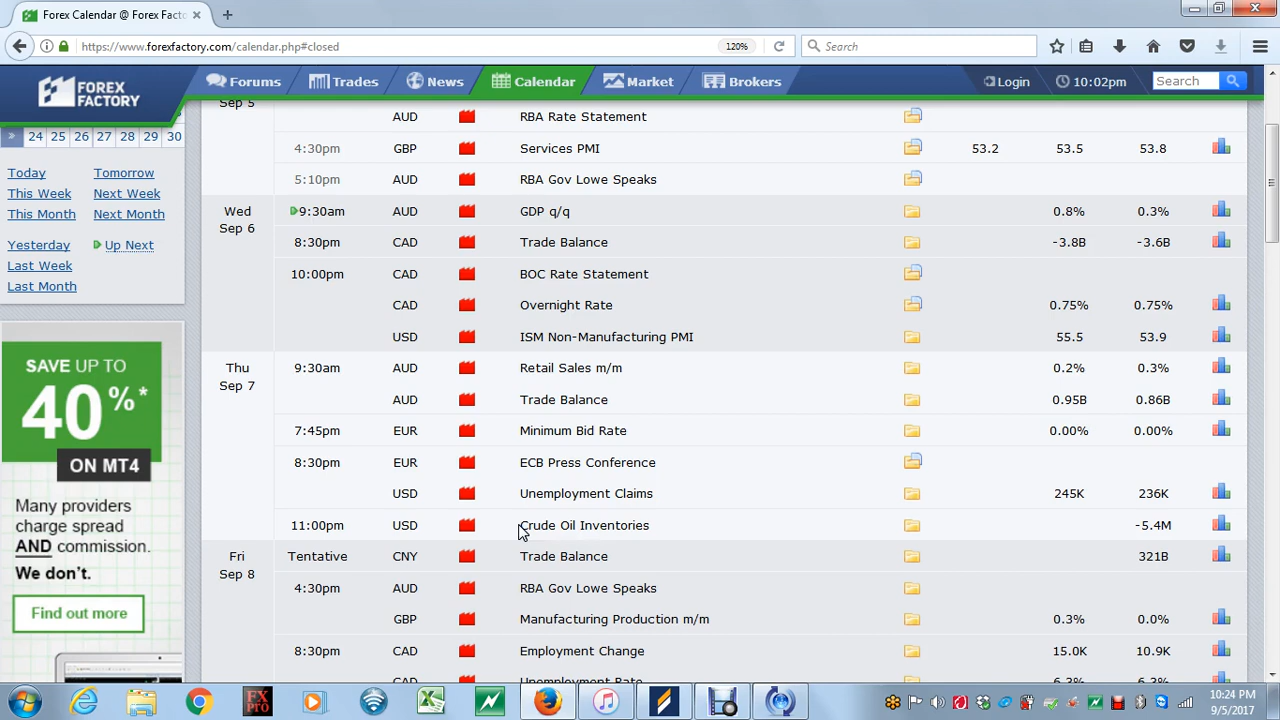 Forex Calendar @ Forex Facto
https://www.forexfactory.com/calendar.php#closed
120%
Search
FOREX
FACTORY
Forums
Trades
News
Calendar
Market
Brokers
Login
10:02pm
Search
» 24 25 26 27 28 29 30
Today Tomorrow
This Week Next Week
This Month Next Month
Yesterday Up Next
Last Week
Last Month
SAVE UP TO
40%*
ON MT4
Many providers
charge spread
AND commission.
We don't.
Find out more
Sep 5
AUD RBA Rate Statement
4:30pm GBP Services PMI 53.2 53.5 53.8
5:10pm AUD RBA Gov Lowe Speaks
Wed
Sep 6
9:30am AUD GDP q/q 0.8% 0.3%
8:30pm CAD Trade Balance -3.8B -3.6B
10:00pm CAD BOC Rate Statement
CAD Overnight Rate 0.75% 0.75%
USD ISM Non-Manufacturing PMI 55.5 53.9
Thu
Sep 7
9:30am AUD Retail Sales m/m 0.2% 0.3%
AUD Trade Balance 0.95B 0.86B
7:45pm EUR Minimum Bid Rate 0.00% 0.00%
8:30pm EUR ECB Press Conference
USD Unemployment Claims 245K 236K
11:00pm USD Crude Oil Inventories -5.4M
Fri
Sep 8
Tentative CNY Trade Balance 321B
4:30pm AUD RBA Gov Lowe Speaks
GBP Manufacturing Production m/m 0.3% 0.0%
8:30pm CAD Employment Change 15.0K 10.9K
CAD Unemployment Rate 6.3% 6.3%
FX
PRO
10:24 PM
9/5/2017